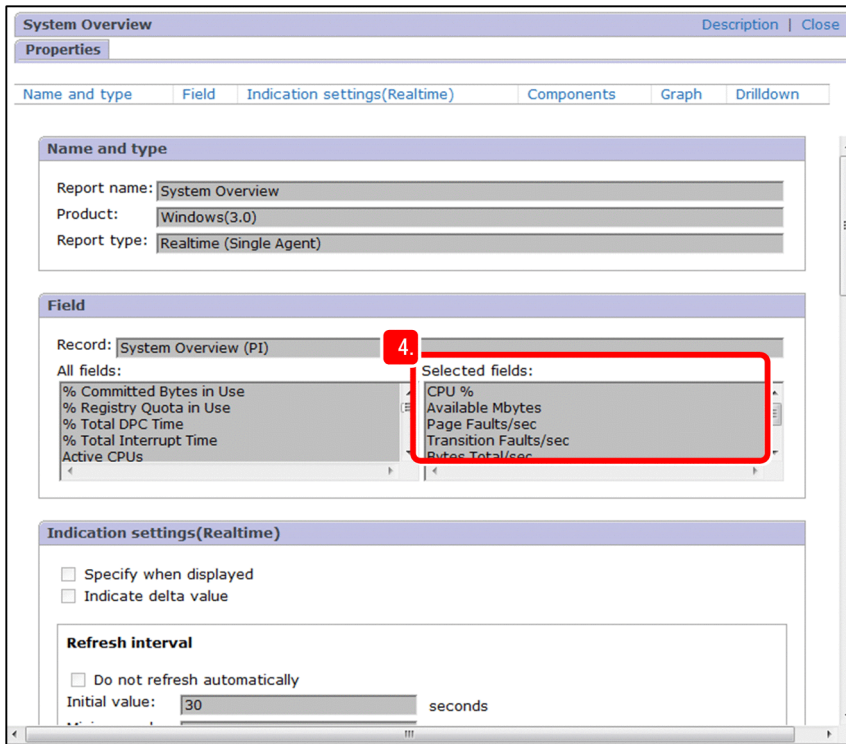 System Overview
Description | Close
Properties
Name and type Field Indication settings(Realtime) Components Graph Drilldown
Name and type
Report name: System Overview
Product: Windows(3.0)
Report type: Realtime (Single Agent)
Field
Record: System Overview (PI)
4.
All fields:
% Committed Bytes in Use
% Registry Quota in Use
% Total DPC Time
% Total Interrupt Time
Active CPUs
Selected fields:
CPU %
Available Mbytes
Page Faults/sec
Transition Faults/sec
Bytes Total/sec
Indication settings(Realtime)
Specify when displayed
Indicate delta value
Refresh interval
Do not refresh automatically
Initial value: 30 seconds